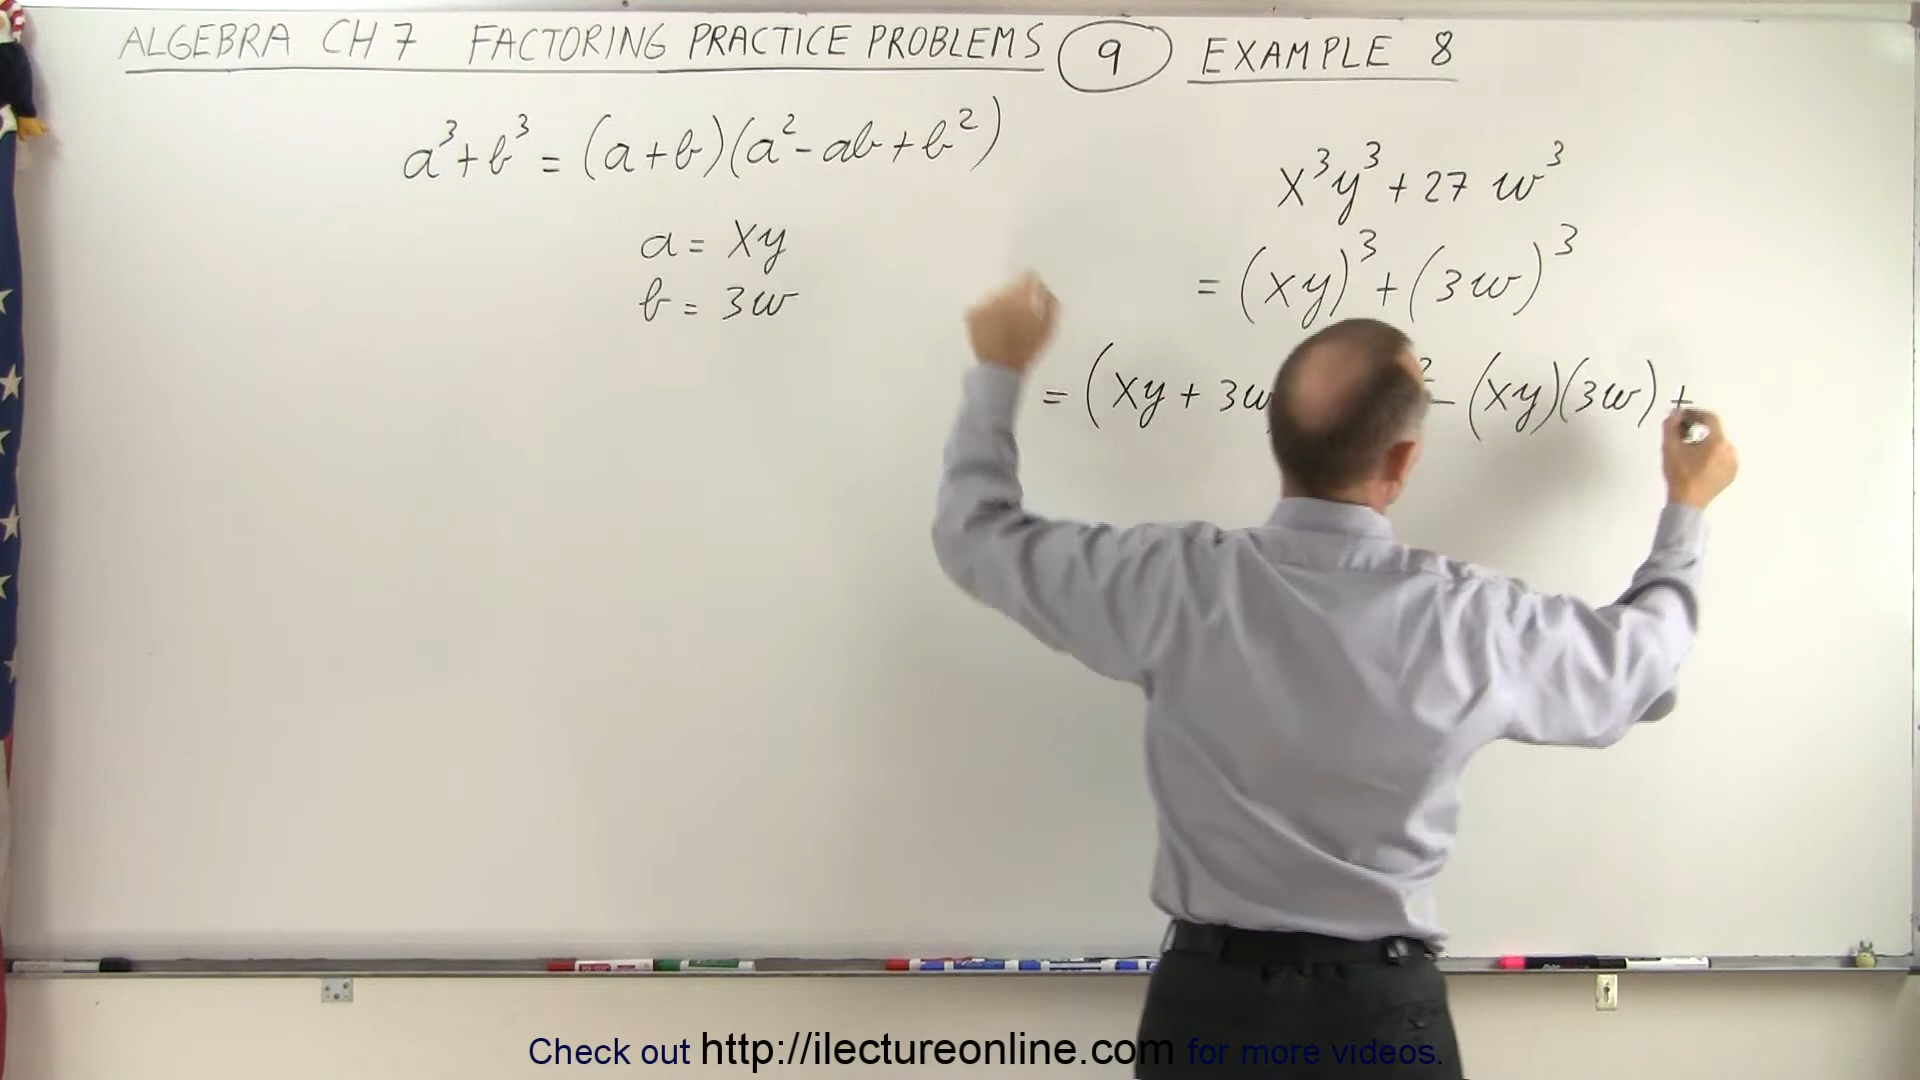 ALGEBRA CH 7 FACTORING PRACTICE PROBLEMS 9 EXAMPLE 8
a³+b³ = (a+b)(a²-ab+b²)
a = xy
b = 3w
x³y³ + 27 w³
= (xy)³ + (3w)³
= (xy + 3w ² - (xy)(3w) +
Check out http://ilectureonline.com for more videos.